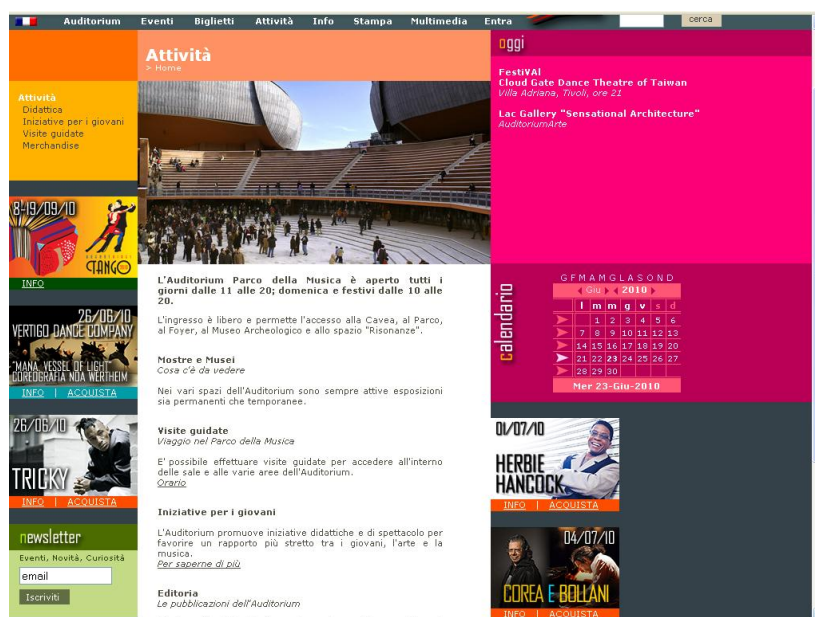 Auditorium Eventi Biglietti Attività Info Stampa Multimedia Entra
cerca
Attività
> Home
Attività
Didattica
Iniziative per i giovani
Visite guidate
Merchandise
8-19/09/10
TANGO
INFO
26/06/10
VERTIGO DANCE COMPANY
"MANA, VESSEL OF LIGHT"
COREOGRAFIA NOA WERTHEIM
INFO | ACQUISTA
26/06/10
TRICKY
INFO | ACQUISTA
newsletter
Eventi, Novità, Curiosità
email
Iscriviti
L'Auditorium Parco della Musica è aperto tutti i
giorni dalle 11 alle 20; domenica e festivi dalle 10 alle
20.
L'ingresso è libero e permette l'accesso alla Cavea, al Parco,
al Foyer, al Museo Archeologico e allo spazio "Risonanze".
Mostre e Musei
Cosa c'è da vedere
Nei vari spazi dell'Auditorium sono sempre attive esposizioni
sia permanenti che temporanee.
Visite guidate
Viaggio nel Parco della Musica
E' possibile effettuare visite guidate per accedere all'interno
delle sale e alle varie aree dell'Auditorium.
Orario
Iniziative per i giovani
L'Auditorium promuove iniziative didattiche e di spettacolo per
favorire un rapporto più stretto tra i giovani, l'arte e la
musica.
Per saperne di più
Editoria
Le pubblicazioni dell'Auditorium
oggi
FestiVAl
Cloud Gate Dance Theatre of Taiwan
Villa Adriana, Tivoli, ore 21
Lac Gallery "Sensational Architecture"
AuditoriumArte
calendario
G F M A M G L A S O N D
Giu 2010
l m m g v s d
1 2 3 4 5 6
7 8 9 10 11 12 13
14 15 16 17 18 19 20
21 22 23 24 25 26 27
28 29 30
Mer 23-Giu-2010
01/07/10
HERBIE
HANCOCK
INFO | ACQUISTA
04/07/10
COREA E BOLLANI
INFO | ACQUISTA